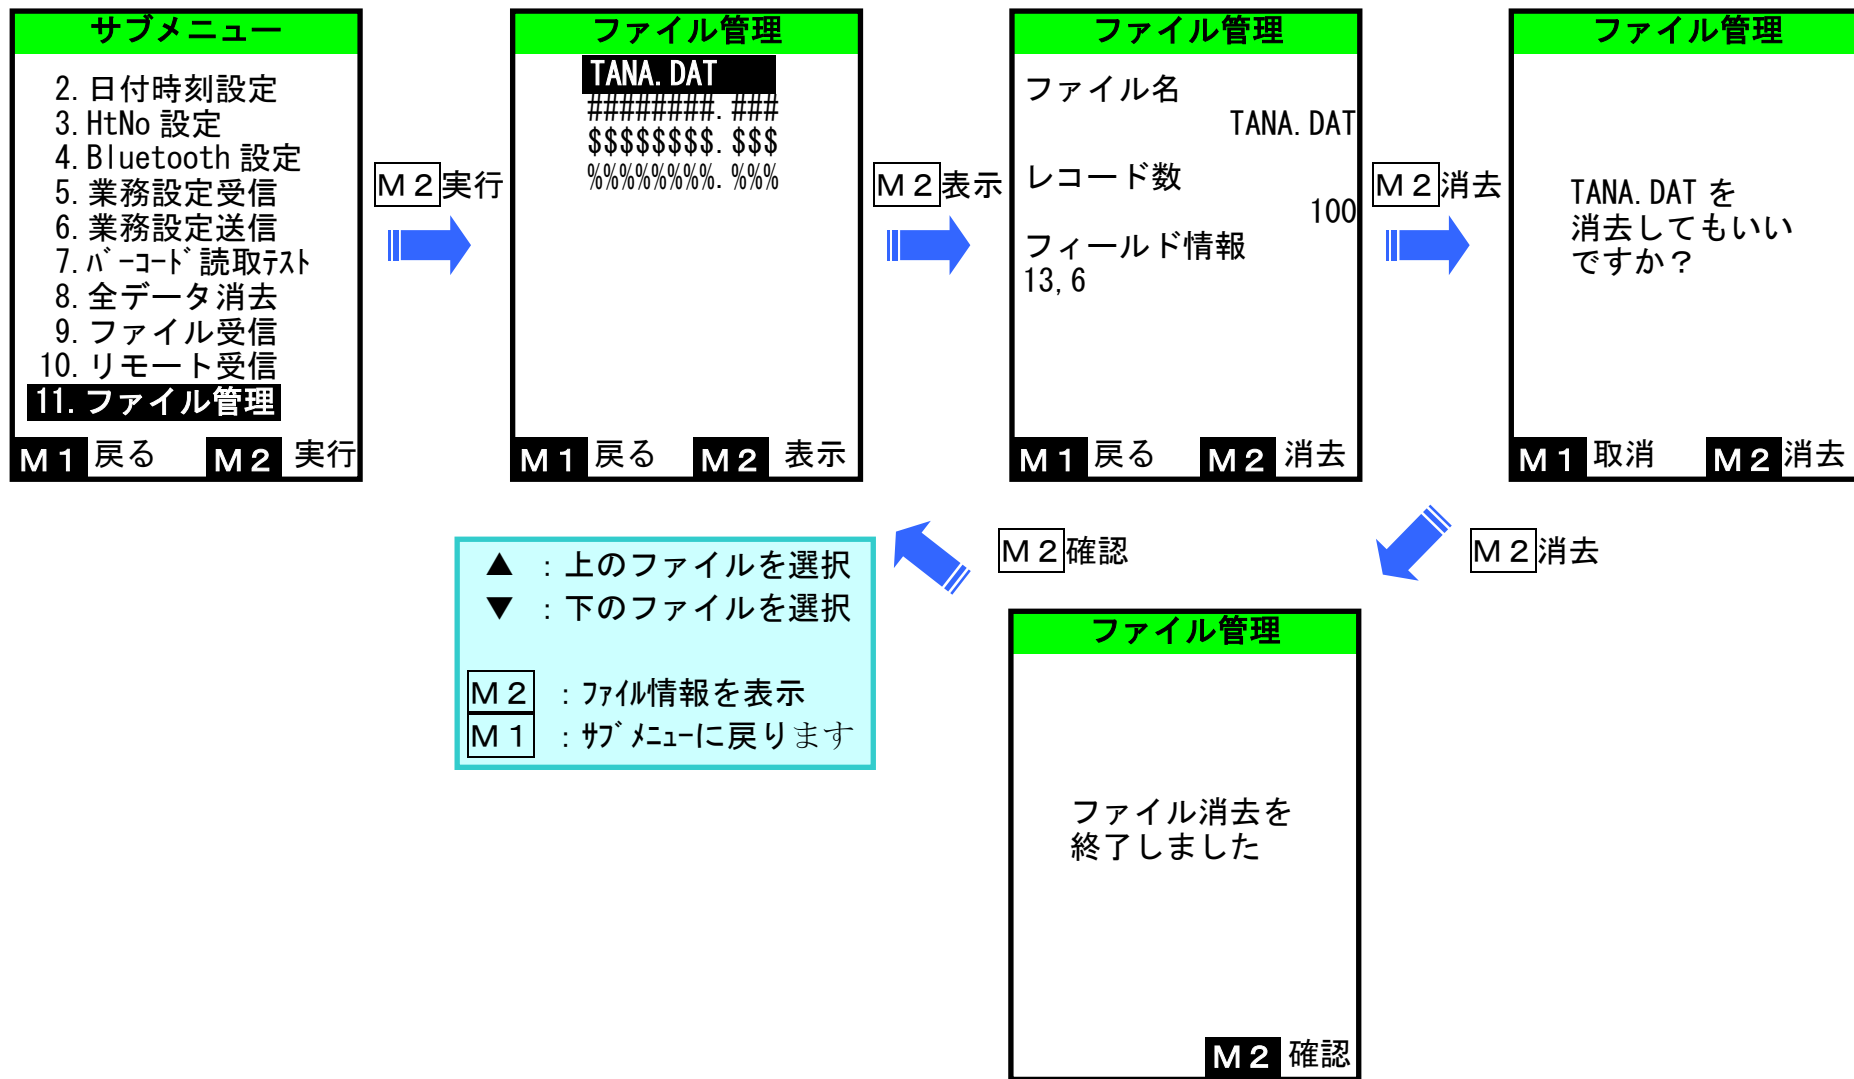 サブメニュー
2. 日付時刻設定
3. HtNo 設定
4. Bluetooth 設定
5. 業務設定受信
6. 業務設定送信
7. ﾊﾞｰｺｰﾄﾞ読取ﾃｽﾄ
8. 全データ消去
9. ファイル受信
10. リモート受信
11. ファイル管理
M1 戻る M2 実行
M2 実行
ファイル管理
TANA.DAT
########.###
$$$$$$$$.$$$
%%%%%%%%.%%%
M1 戻る M2 表示
M2 表示
ファイル管理
ファイル名
TANA.DAT
レコード数
100
フィールド情報
13,6
M1 戻る M2 消去
M2 消去
ファイル管理
TANA.DAT を
消去してもいい
ですか？
M1 取消 M2 消去
M2 消去
ファイル管理
ファイル消去を
終了しました
M2 確認
M2 確認
▲ ：上のファイルを選択
▼ ：下のファイルを選択
M2 ：ﾌｧｲﾙ情報を表示
M1 ：ｻﾌﾞﾒﾆｭｰに戻ります